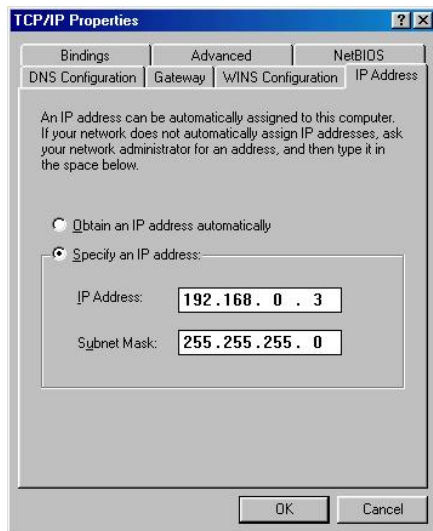 TCP/IP Properties
? X
Bindings Advanced NetBIOS
DNS Configuration Gateway WINS Configuration IP Address
An IP address can be automatically assigned to this computer.
If your network does not automatically assign IP addresses, ask
your network administrator for an address, and then type it in
the space below.
Obtain an IP address automatically
Specify an IP address:
IP Address: 192.168. 0 . 3
Subnet Mask: 255.255.255. 0
OK Cancel